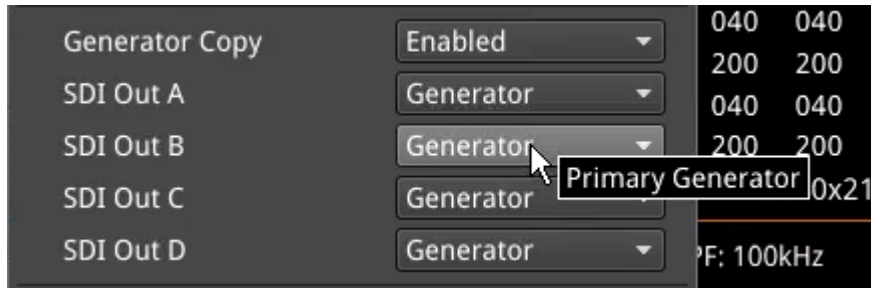 Generator Copy Enabled 040 040
200 200
SDI Out A Generator 040 040
SDI Out B Generator 200 200
Primary Generator 0x21
SDI Out C Generator
SDI Out D Generator PF: 100kHz